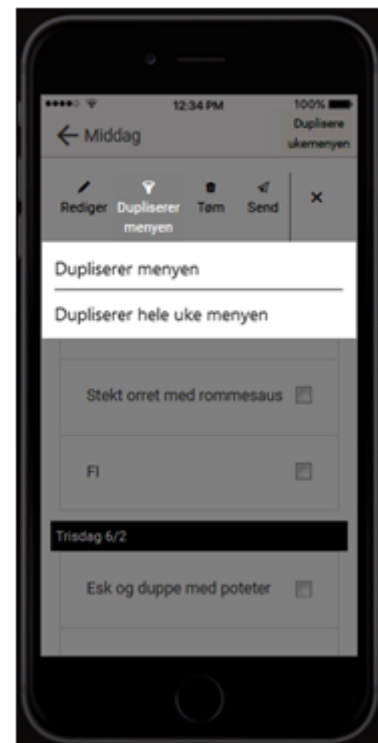 12:34 PM
100%
Middag
Duplisere
ukemenyen
Rediger
Dupliserer
menyen
Tøm
Send
Dupliserer menyen
Dupliserer hele uke menyen
Stekt orret med rommesaus
FI
Trisdag 6/2
Esk og duppe med poteter